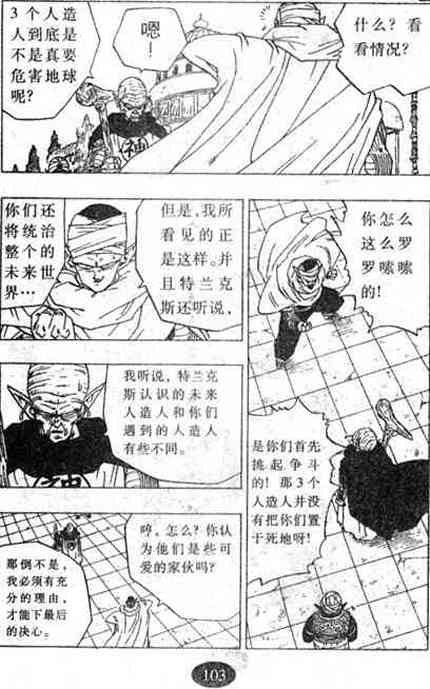 什么？看
看情况？
嗯！
3个人造
人到底是
不是真要
危害地球
呢？
神
你怎么
这么罗
罗嗦嗦
的！
是你们首先
挑起争斗
的！那3个
人造人并没
有把你们置
于死地呀！
但是，我所
看见的正
是这样。并
且特兰克
斯还听说，
你们还
将统治
整个的
未来世
界…
我听说，特兰克
斯认识的未来
人造人和你们
遇到的人造人
有些不同。
神
哼。怎么？你认
为他们是些可
爱的家伙吗？
那倒不是，
我必须有充
分的理由，
才能下最后
的决心。
103